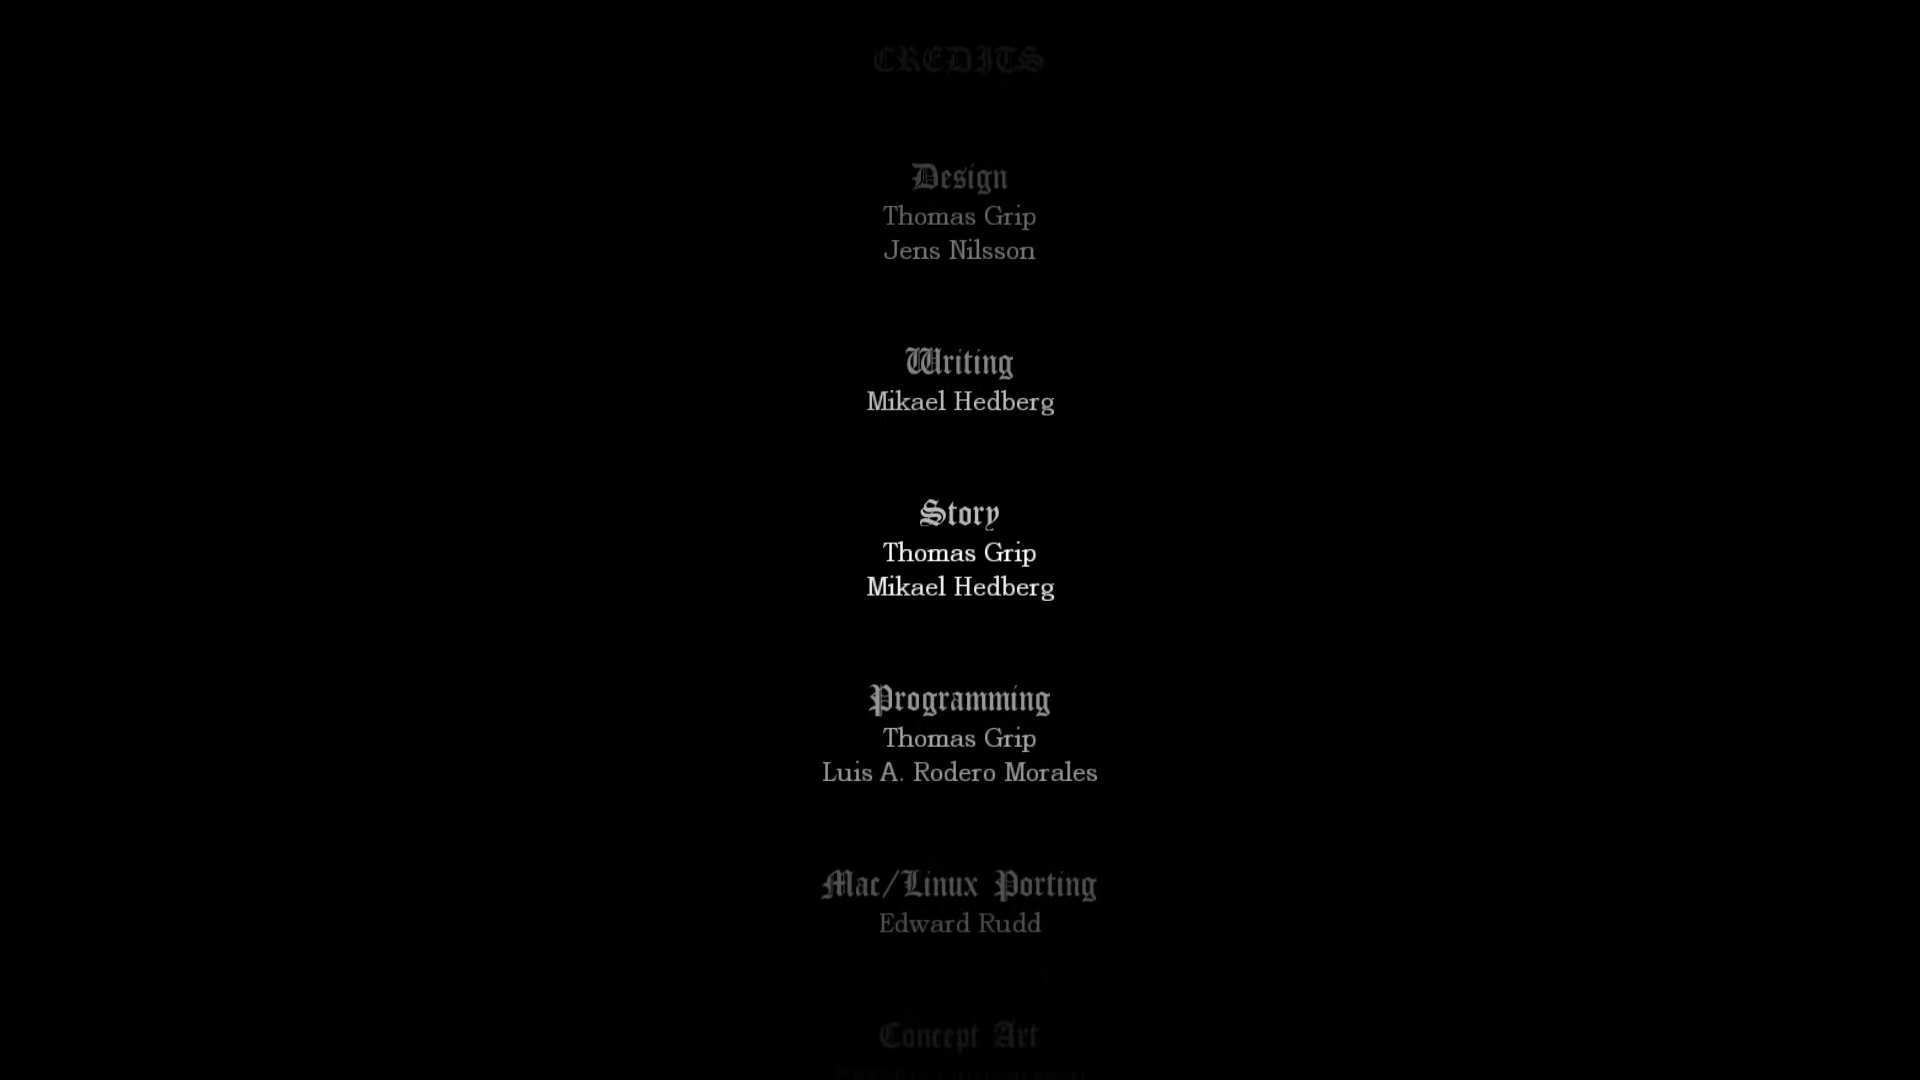 CREDITS
Design
Thomas Grip
Jens Nilsson
Writing
Mikael Hedberg
Story
Thomas Grip
Mikael Hedberg
Programming
Thomas Grip
Luis A. Rodero Morales
Mac/Linux Porting
Edward Rudd
Concept Art